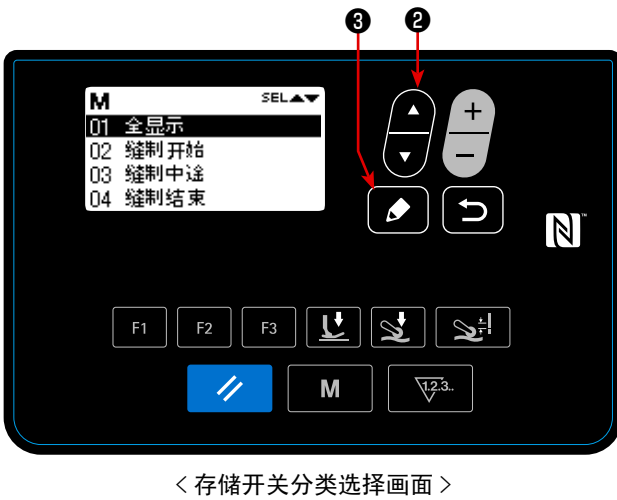 ❸ ❷
M SEL▲▼
01 全显示
02 缝制开始
03 缝制中途
04 缝制结束
+
−
N™
F1 F2 F3
M 1.2.3..
<存储开关分类选择画面>